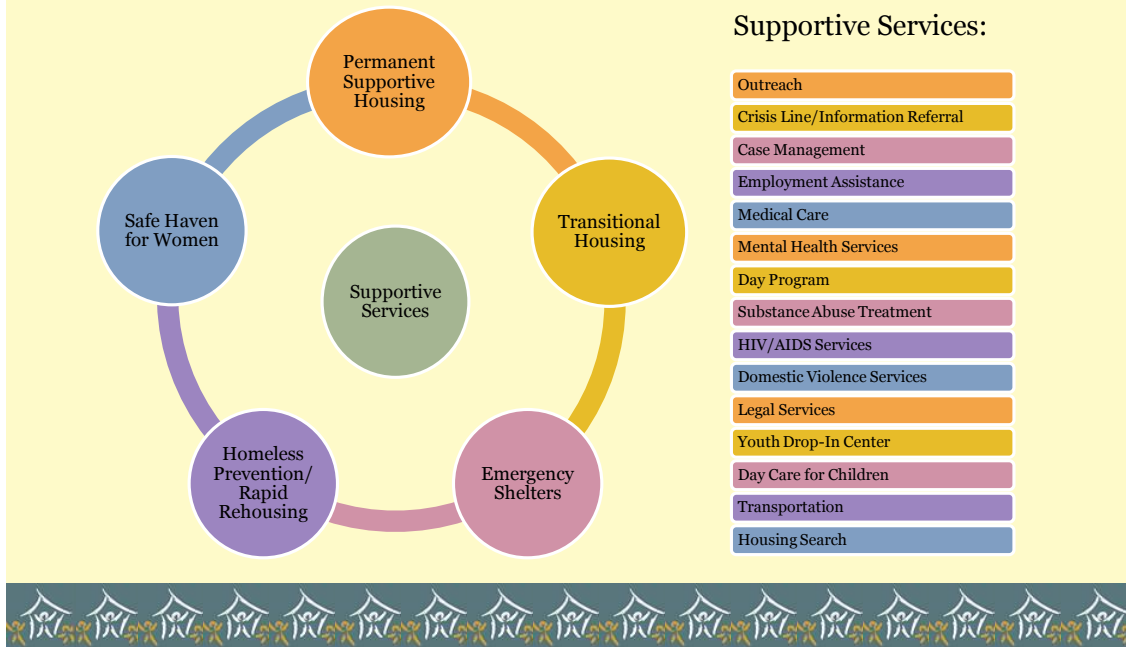 Supportive Services:
Permanent
Supportive
Housing
Transitional
Housing
Emergency
Shelters
Homeless
Prevention/
Rapid
Rehousing
Safe Haven
for Women
Supportive
Services
Outreach
Crisis Line/Information Referral
Case Management
Employment Assistance
Medical Care
Mental Health Services
Day Program
Substance Abuse Treatment
HIV/AIDS Services
Domestic Violence Services
Legal Services
Youth Drop-In Center
Day Care for Children
Transportation
Housing Search